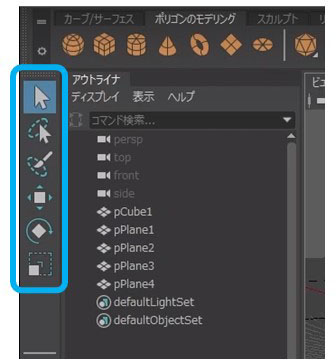 カーブ/サーフェス ポリゴンのモデリング スカルプト
アウトライナ
ディスプレイ 表示 ヘルプ
コマンド検索...
persp
top
front
side
pCube1
pPlane1
pPlane2
pPlane3
pPlane4
defaultLightSet
defaultObjectSet